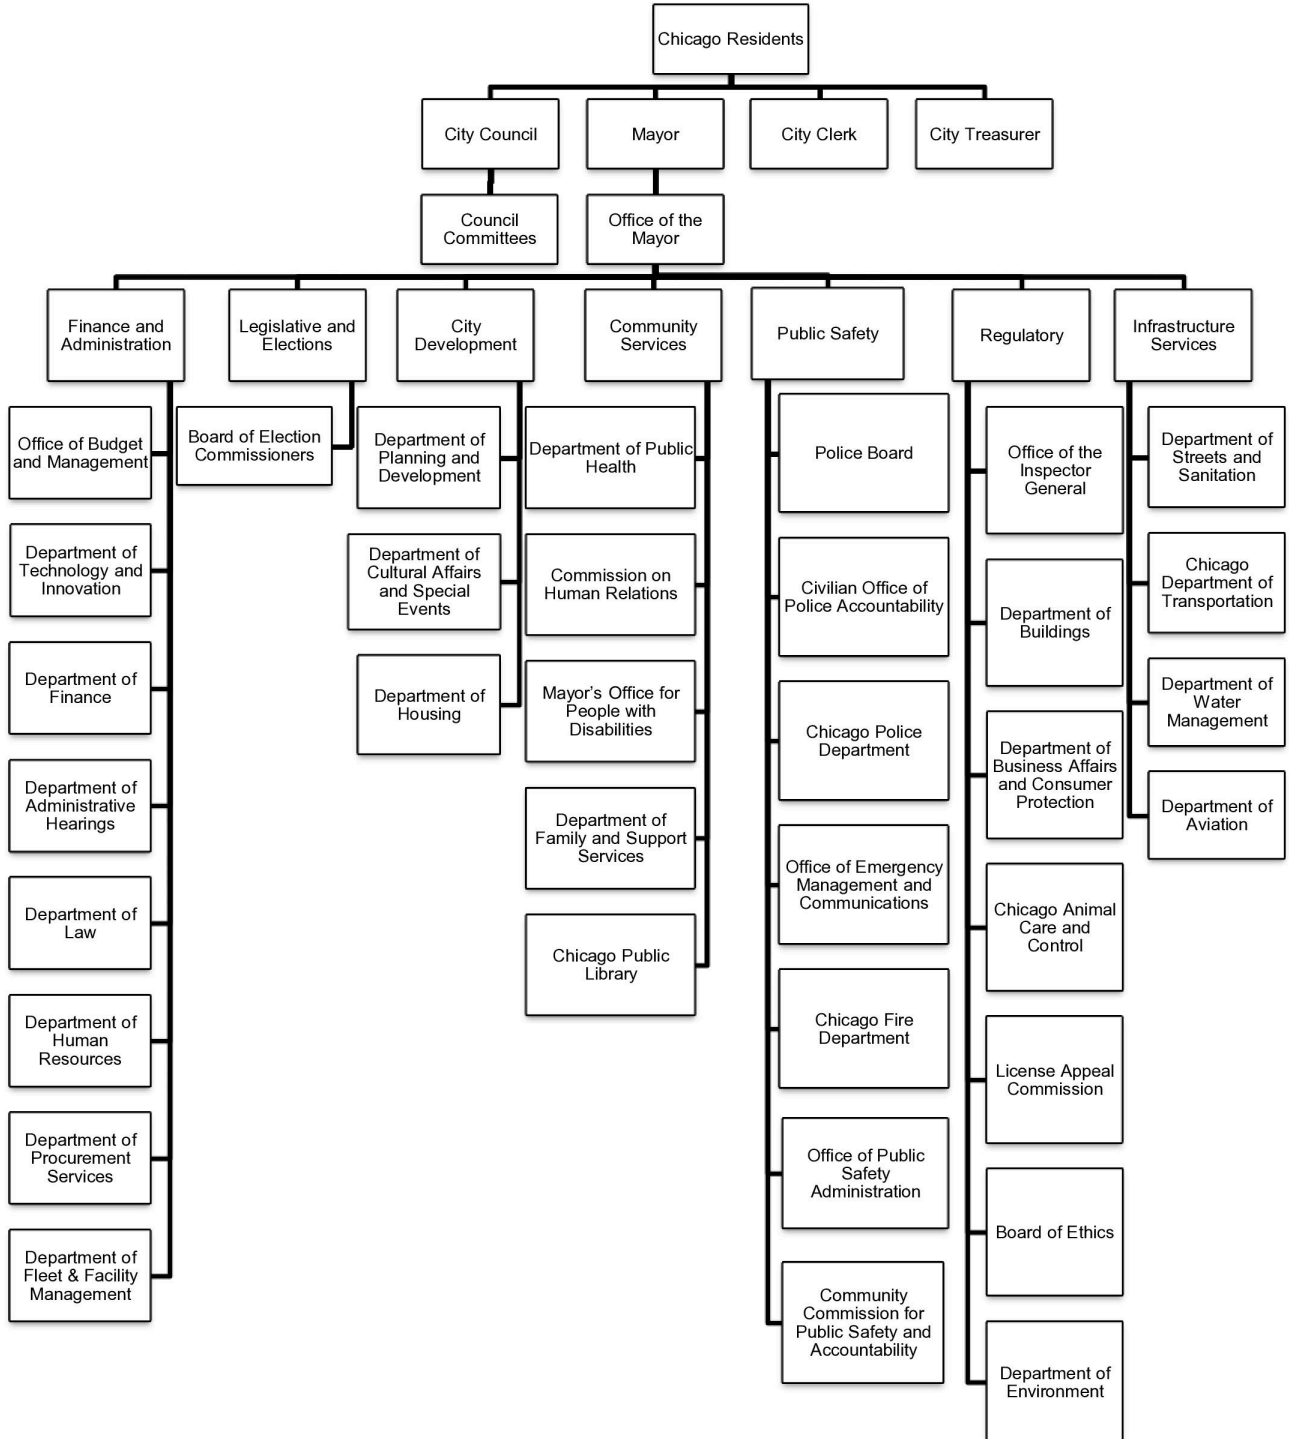 Chicago Residents
City Council
Mayor
City Clerk
City Treasurer
Council
Committees
Office of the
Mayor
Finance and
Administration
Legislative and
Elections
City
Development
Community
Services
Public Safety
Regulatory
Infrastructure
Services
Office of Budget
and Management
Department of
Technology and
Innovation
Department of
Finance
Department of
Administrative
Hearings
Department of
Law
Department of
Human
Resources
Department of
Procurement
Services
Department of
Fleet & Facility
Management
Board of Election
Commissioners
Department of
Planning and
Development
Department of
Cultural Affairs
and Special
Events
Department of
Housing
Department of Public
Health
Commission on
Human Relations
Mayor’s Office for
People with
Disabilities
Department of
Family and Support
Services
Chicago Public
Library
Police Board
Civilian Office of
Police Accountability
Chicago Police
Department
Office of Emergency
Management and
Communications
Chicago Fire
Department
Office of Public
Safety
Administration
Community
Commission for
Public Safety and
Accountability
Office of the
Inspector
General
Department of
Buildings
Department of
Business Affairs
and Consumer
Protection
Chicago Animal
Care and
Control
License Appeal
Commission
Board of Ethics
Department of
Environment
Department of
Streets and
Sanitation
Chicago
Department of
Transportation
Department of
Water
Management
Department of
Aviation